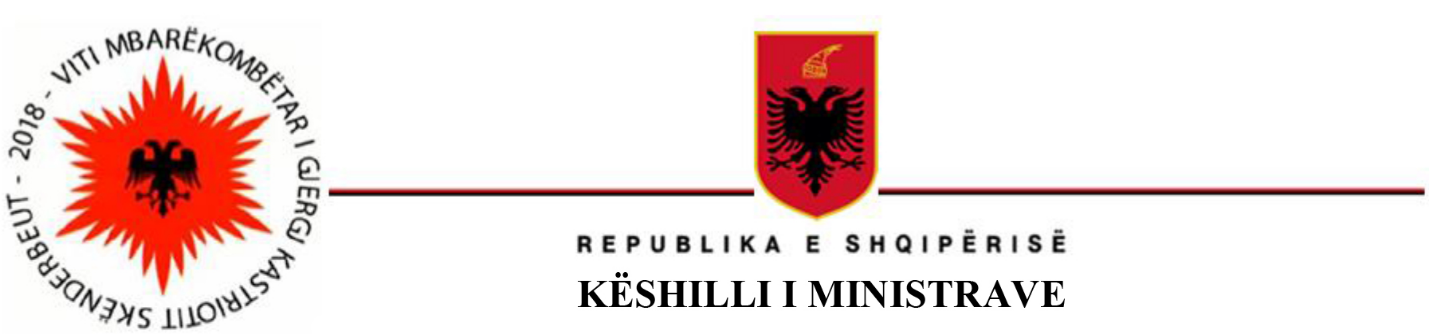 2018 - VITI MBARËKOMBËTAR I GJERGJ KASTRIOTIT SKËNDERBEUT -
REPUBLIKA E SHQIPËRISË
KËSHILLI I MINISTRAVE